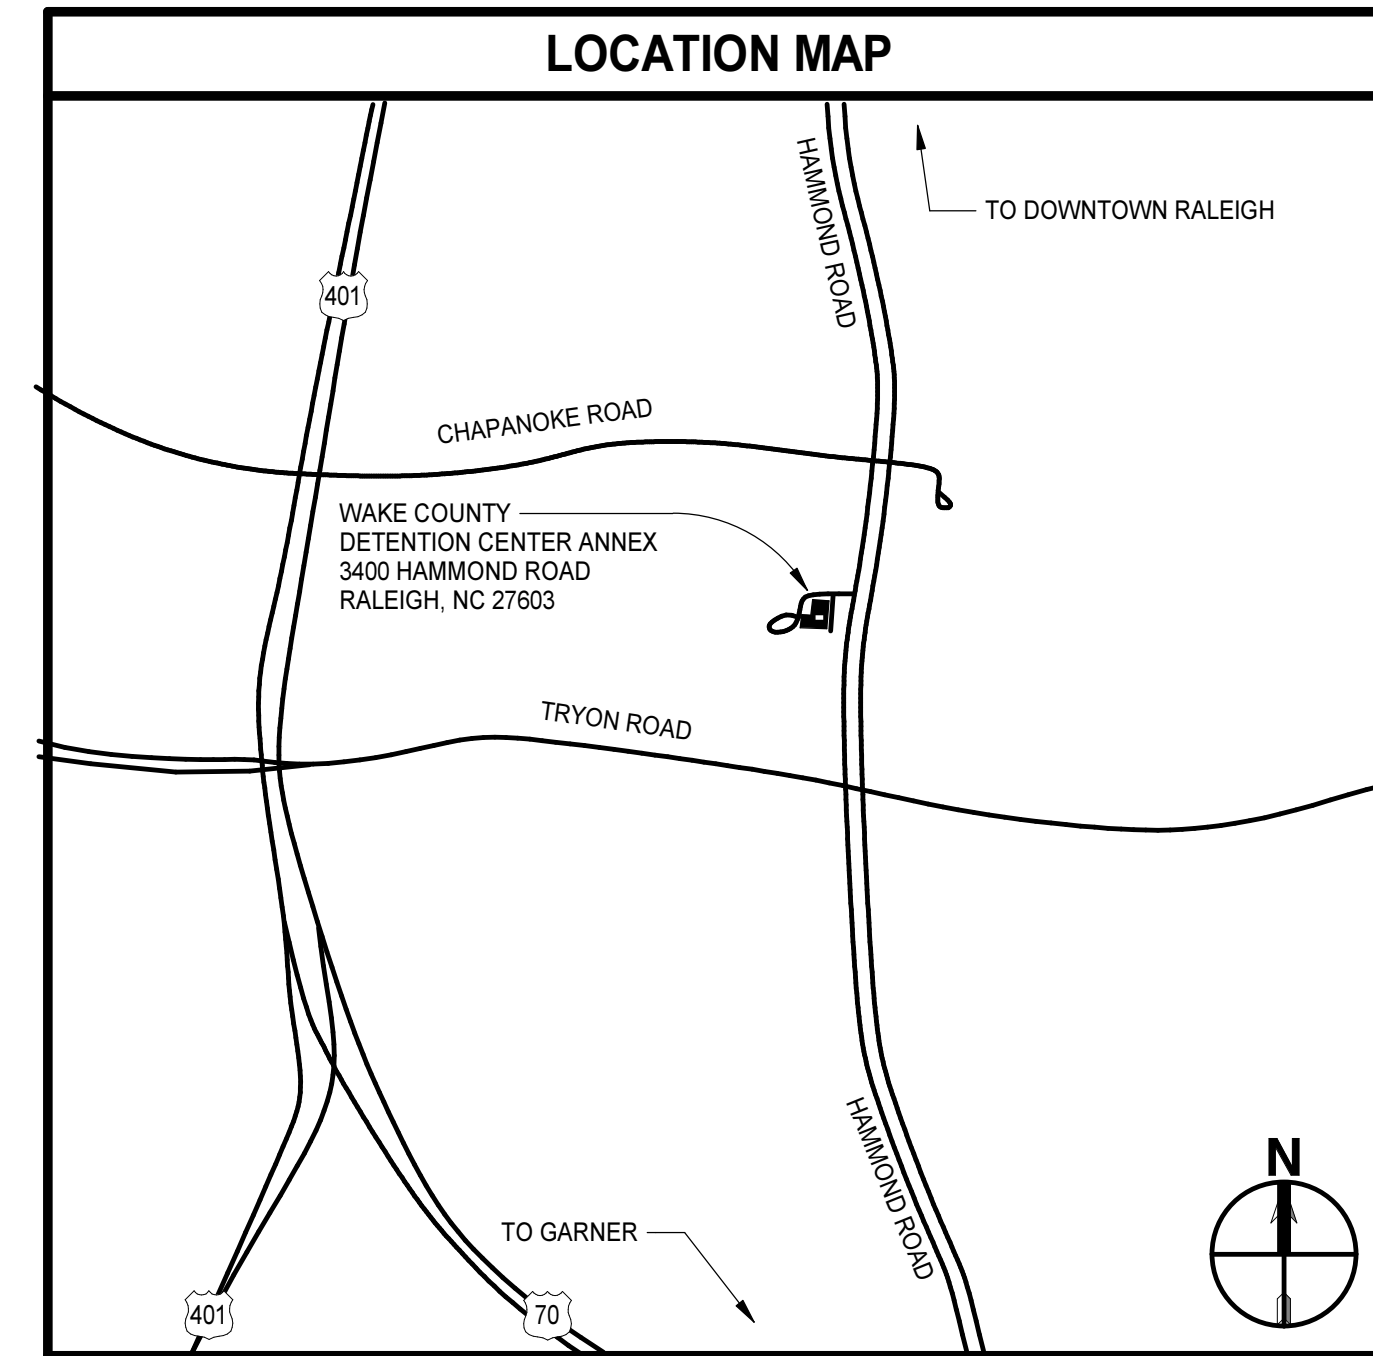 LOCATION MAP
HAMMOND ROAD
TO DOWNTOWN RALEIGH
401
CHAPANOKE ROAD
WAKE COUNTY
DETENTION CENTER ANNEX
3400 HAMMOND ROAD
RALEIGH, NC 27603
TRYON ROAD
HAMMOND ROAD
N
TO GARNER
401
70